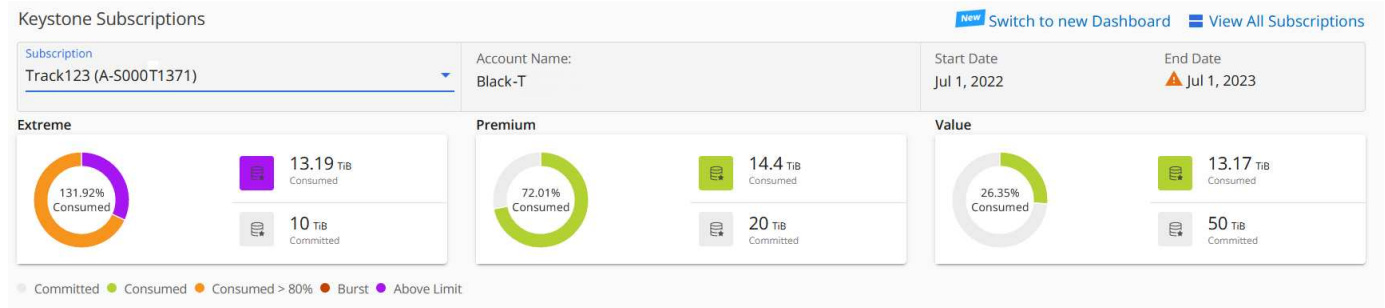 Keystone Subscriptions
New Switch to new Dashboard
View All Subscriptions
Subscription
Track123 (A-S000T1371)
Account Name:
Black-T
Start Date
Jul 1, 2022
End Date
Jul 1, 2023
Extreme
131.92%
Consumed
13.19 TiB
Consumed
10 TiB
Committed
Premium
72.01%
Consumed
14.4 TiB
Consumed
20 TiB
Committed
Value
26.35%
Consumed
13.17 TiB
Consumed
50 TiB
Committed
Committed Consumed Consumed > 80% Burst Above Limit